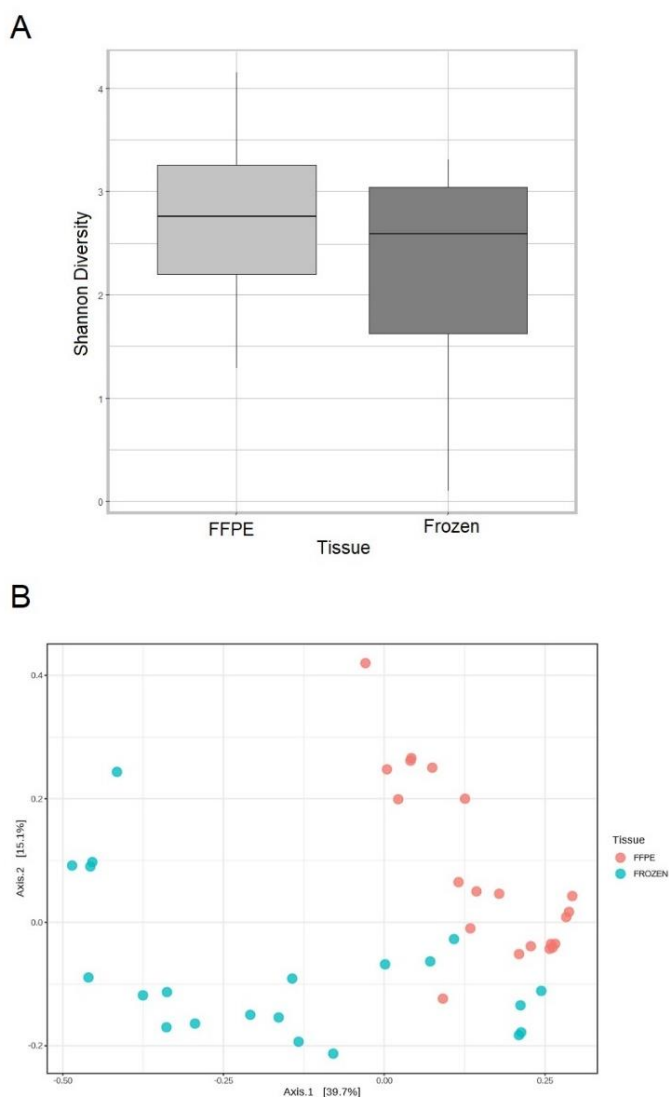 A
Shannon Diversity
4
3
2
1
0
FFPE Frozen
Tissue
B
Axis.2 [15.1%]
0.4
0.2
0.0
-0.2
-0.50 -0.25 0.00 0.25
Axis.1 [39.7%]
Tissue
FFPE
FROZEN